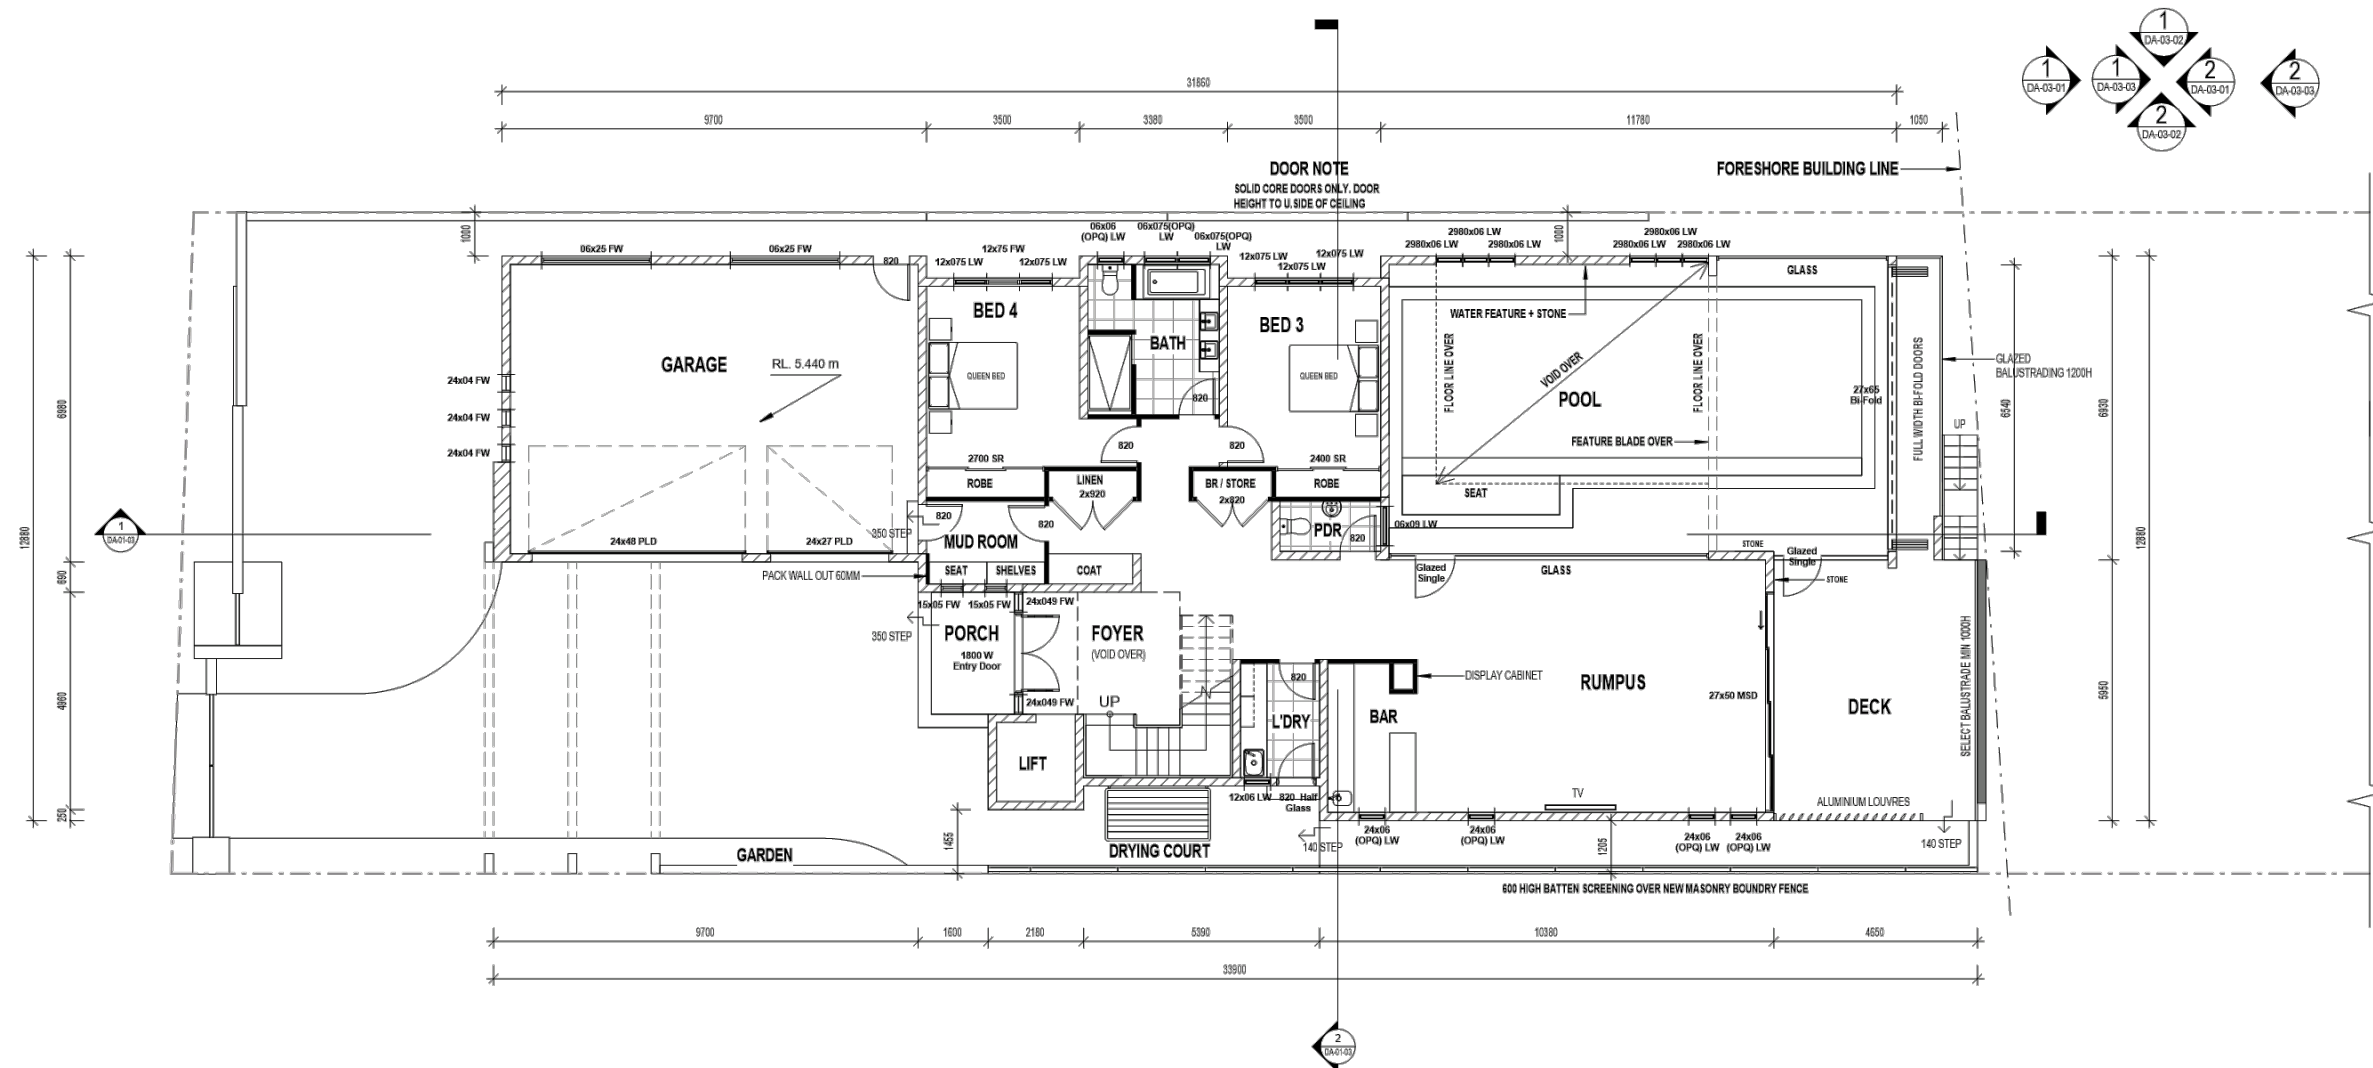 1
DA-03-02
1
DA-03-01
1
DA-03-03
2
DA-03-01
2
DA-03-03
2
DA-03-02
31860
9700
3500
3380
3500
11780
1050
DOOR NOTE
SOLID CORE DOORS ONLY. DOOR
HEIGHT TO U.SIDE OF CEILING
FORESHORE BUILDING LINE
1000
06x25 FW
06x25 FW
820
12x75 FW
12x075 LW
12x075 LW
06x06
(OPQ) LW
06x075(OPQ)
LW
06x075(OPQ)
LW
12x075 LW
12x075 LW
12x075 LW
1000
2980x06 LW
2980x06 LW
2980x06 LW
2980x06 LW
2980x06 LW
2980x06 LW
GLASS
BED 4
BATH
BED 3
WATER FEATURE + STONE
GARAGE
RL. 5.440 m
QUEEN BED
QUEEN BED
820
FLOOR LINE OVER
VOID OVER
FLOOR LINE OVER
POOL
27x65
Bi-Fold
FULL WIDTH BI-FOLD DOORS
GLAZED
BALUSTRADING 1200H
UP
FEATURE BLADE OVER
24x04 FW
24x04 FW
24x04 FW
6980
12880
6540
6930
12880
820
820
2700 SR
ROBE
LINEN
2x920
BR / STORE
2x820
2400 SR
ROBE
SEAT
1
DA-01-03
350 STEP
820
820
MUD ROOM
PDR
820
06x09 LW
24x48 PLD
24x27 PLD
STONE
Glazed
Single
GLASS
Glazed
Single
STONE
PACK WALL OUT 60MM
SEAT
SHELVES
COAT
690
15x05 FW
15x05 FW
24x049 FW
350 STEP
PORCH
1800 W
Entry Door
FOYER
(VOID OVER)
24x049 FW
UP
4960
250
820
L'DRY
DISPLAY CABINET
BAR
RUMPUS
27x50 MSD
DECK
SELECT BALUSTRADE MIN 1000H
5950
LIFT
12x06 LW
820 Half
Glass
TV
ALUMINIUM LOUVRES
24x06
(OPQ) LW
24x06
(OPQ) LW
24x06
(OPQ) LW
24x06
(OPQ) LW
140 STEP
140 STEP
1455
1205
GARDEN
DRYING COURT
600 HIGH BATTEN SCREENING OVER NEW MASONRY BOUNDRY FENCE
9700
1600
2180
5390
10380
4650
33900
2
DA-01-03